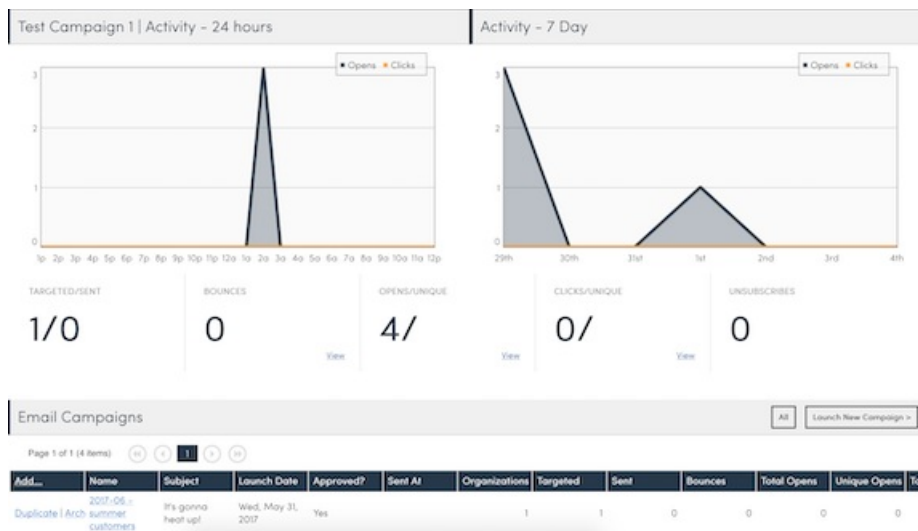 Test Campaign 1 | Activity - 24 hours
Activity - 7 Day
Opens Clicks
Opens Clicks
3
2
1
0
1p 2p 3p 4p 5p 6p 7p 8p 9p 10p 11p 12a 1a 2a 3a 4a 5a 6a 7a 8a 9a 10a 11a 12p
3
2
1
0
29th 30th 31st 1st 2nd 3rd 4th
TARGETED/SENT BOUNCES OPENS/UNIQUE CLICKS/UNIQUE UNSUBSCRIBES
1/0 0 4/ 0/ 0
View View View
Email Campaigns
All Launch New Campaign >
Page 1 of 1 (4 items) 1
Add... Name Subject Launch Date Approved? Sent At Organizations Targeted Sent Bounces Total Opens Unique Opens To
Duplicate | Arch 2017-06 - summer customers It's gonna heat up! Wed, May 31, 2017 Yes 1 1 0 0 0 0